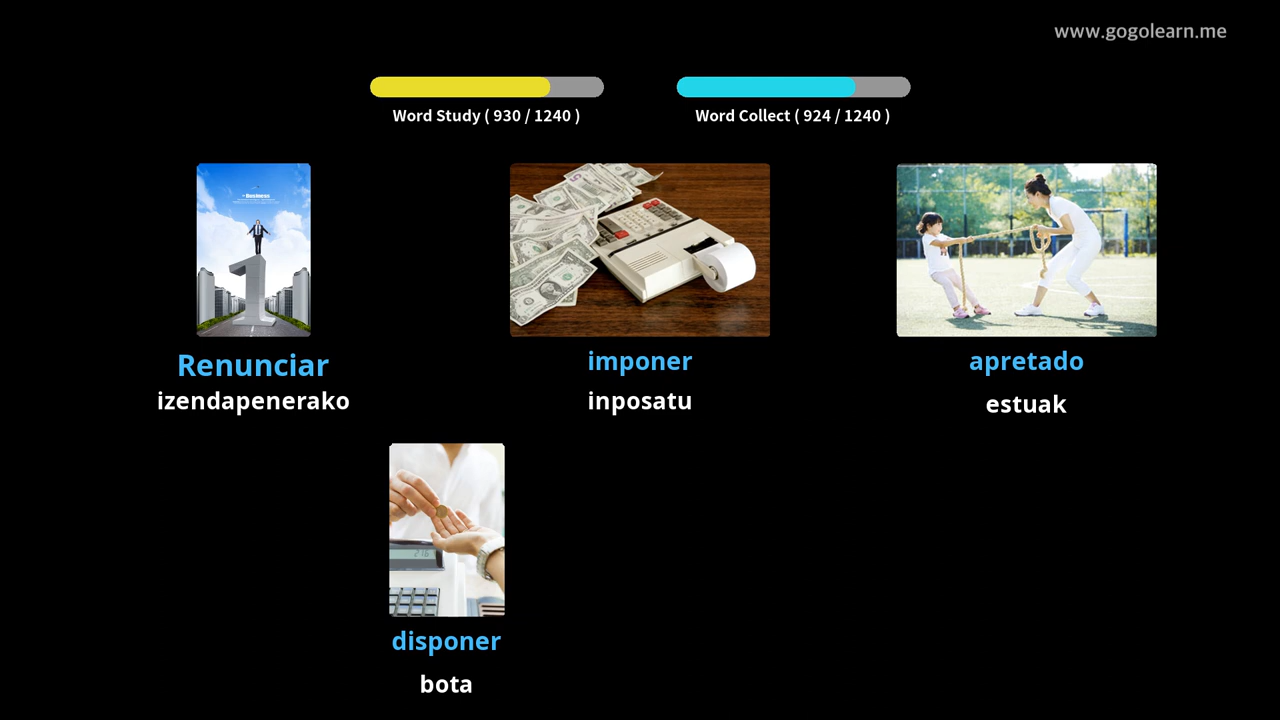 www.gogolearn.me
Word Study ( 930 / 1240 )
Word Collect ( 924 / 1240 )
Renunciar
izendapenerako
imponer
inposatu
apretado
estuak
disponer
bota